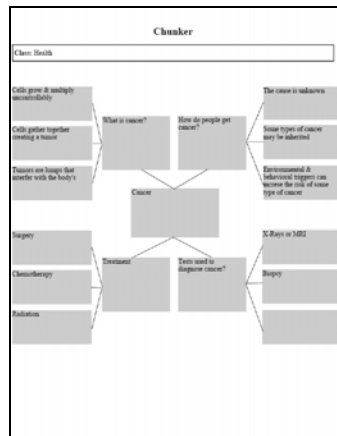 Chunker
Class: Health
Cells grow & multiply
uncontrollably
Cells gather together
creating a tumor
Tumors are lumps that
interfere with the body's
What is cancer?
How do people get
cancer?
The cause is unknown
Some types of cancer
may be inherited
Environmental &
behavioral triggers can
increse the risk of some
type of cancer
Cancer
Surgery
Chemotherapy
Radiation
Treatment
Tests used to
diagnose cancer?
X-Rays or MRI
Biopsy